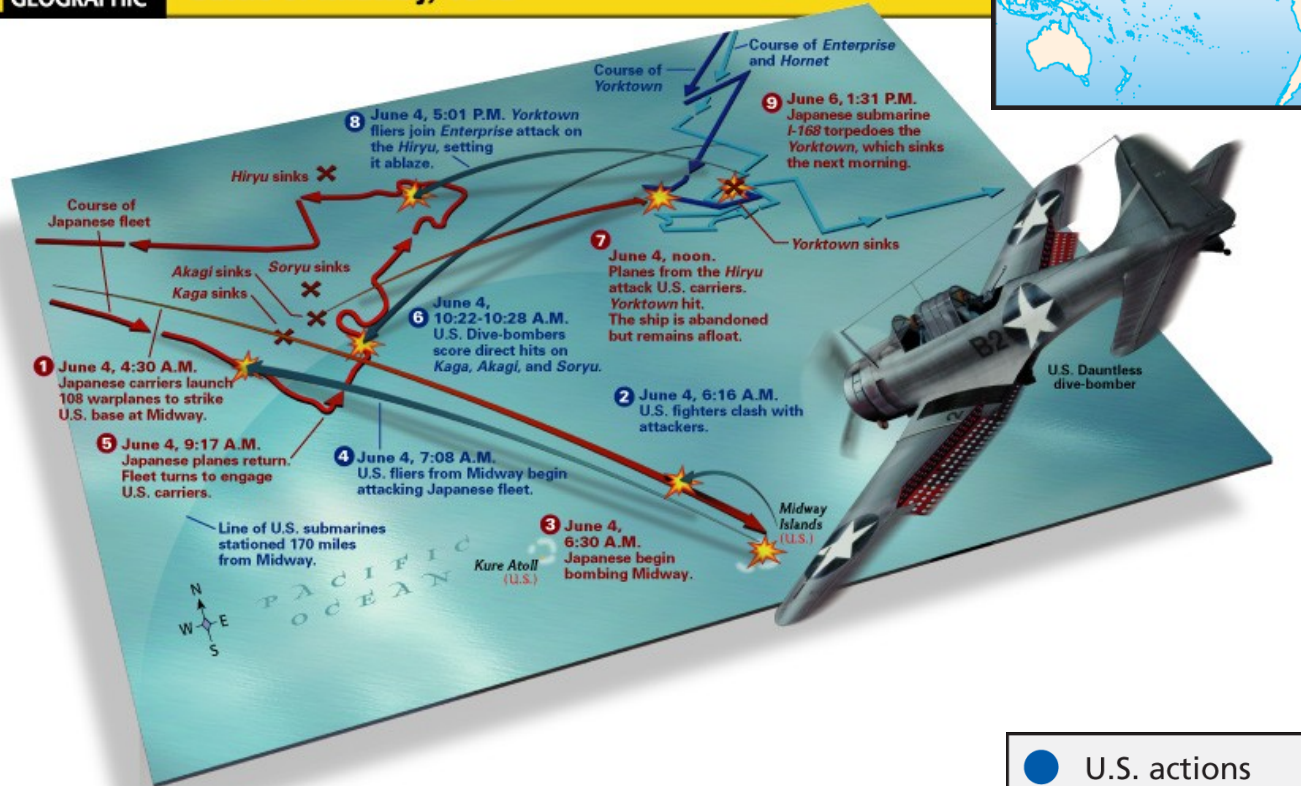 GEOGRAPHIC
Course of
Yorktown
Course of Enterprise
and Hornet
8 June 4, 5:01 P.M. Yorktown
fliers join Enterprise attack on
the Hiryu, setting
it ablaze.
9 June 6, 1:31 P.M.
Japanese submarine
I-168 torpedoes the
Yorktown, which sinks
the next morning.
Hiryu sinks
Course of
Japanese fleet
Akagi sinks
Soryu sinks
Kaga sinks
Yorktown sinks
7 June 4, noon.
Planes from the Hiryu
attack U.S. carriers.
Yorktown hit.
The ship is abandoned
but remains afloat.
6 June 4,
10:22-10:28 A.M.
U.S. Dive-bombers
score direct hits on
Kaga, Akagi, and Soryu.
1 June 4, 4:30 A.M.
Japanese carriers launch
108 warplanes to strike
U.S. base at Midway.
2 June 4, 6:16 A.M.
U.S. fighters clash with
attackers.
B2
2
U.S. Dauntless
dive-bomber
5 June 4, 9:17 A.M.
Japanese planes return.
Fleet turns to engage
U.S. carriers.
4 June 4, 7:08 A.M.
U.S. fliers from Midway begin
attacking Japanese fleet.
Line of U.S. submarines
stationed 170 miles
from Midway.
3 June 4,
6:30 A.M.
Japanese begin
bombing Midway.
Midway
Islands
(U.S.)
Kure Atoll
(U.S.)
PACIFIC
OCEAN
N
W E
S
U.S. actions